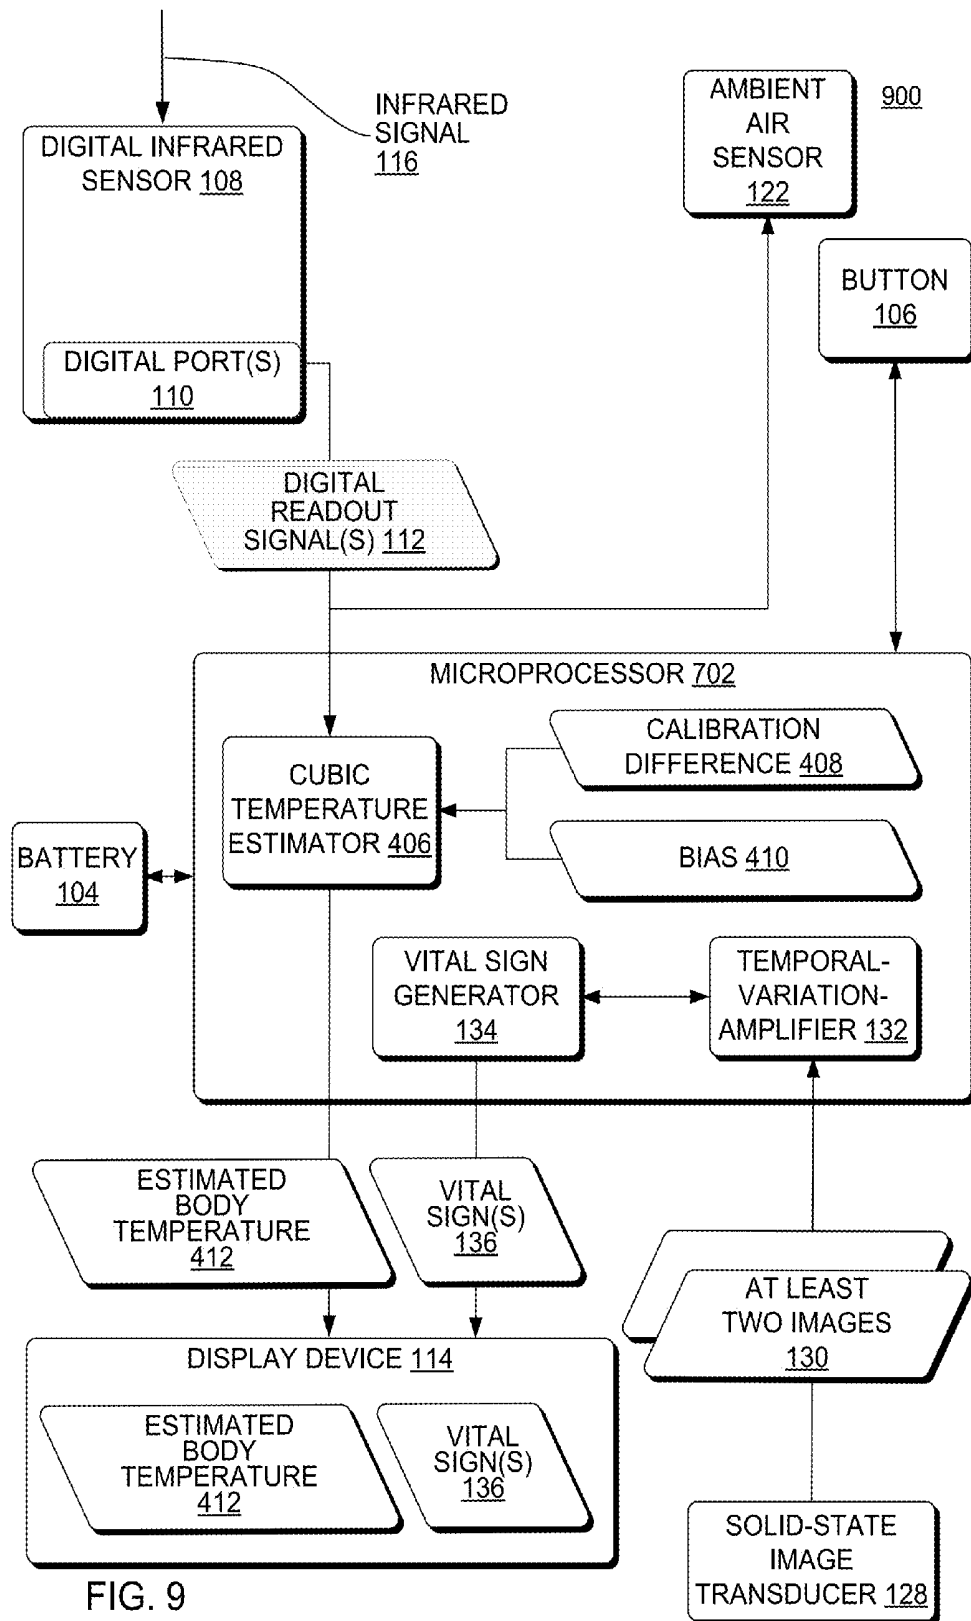 INFRARED
SIGNAL
116
DIGITAL INFRARED
SENSOR 108
DIGITAL PORT(S)
110
AMBIENT
AIR
SENSOR
122
900
BUTTON
106
DIGITAL
READOUT
SIGNAL(S) 112
MICROPROCESSOR 702
CUBIC
TEMPERATURE
ESTIMATOR 406
CALIBRATION
DIFFERENCE 408
BIAS 410
BATTERY
104
VITAL SIGN
GENERATOR
134
TEMPORAL-
VARIATION-
AMPLIFIER 132
ESTIMATED
BODY
TEMPERATURE
412
VITAL
SIGN(S)
136
AT LEAST
TWO IMAGES
130
DISPLAY DEVICE 114
ESTIMATED
BODY
TEMPERATURE
412
VITAL
SIGN(S)
136
SOLID-STATE
IMAGE
TRANSDUCER 128
FIG. 9